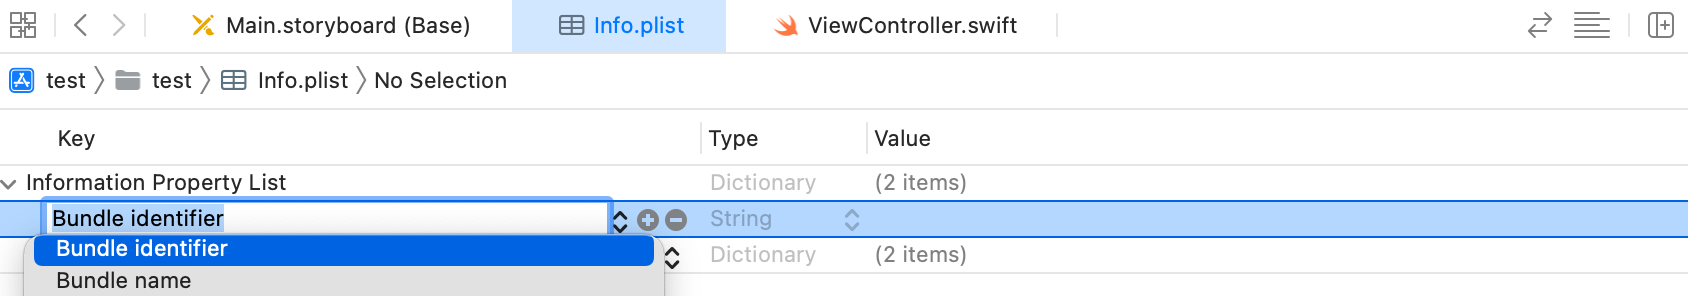 Main.storyboard (Base) Info.plist ViewController.swift
test test Info.plist No Selection
Key Type Value
Information Property List Dictionary (2 items)
Bundle identifier String
Bundle identifier
Dictionary (2 items)
Bundle name